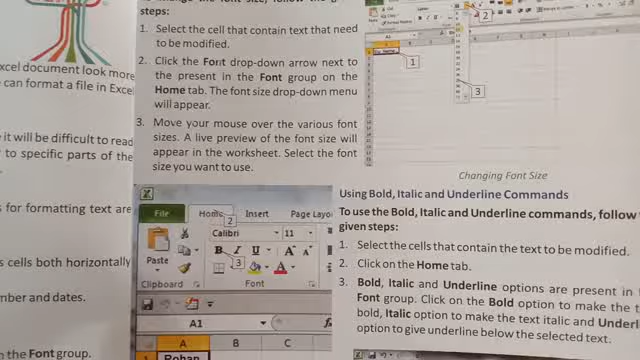 xcel document look more
can format a file in Excel
it will be difficult to read
to specific parts of the
s for formatting text are
s cells both horizontally
mber and dates.
n the Font group.
steps:
1. Select the cell that contain text that need
to be modified.
2. Click the Font drop-down arrow next to
the present in the Font group on the
Home tab. The font size drop-down menu
will appear.
3. Move your mouse over the various font
sizes. A live preview of the font size will
appear in the worksheet. Select the font
size you want to use.
File Home Insert Page Layou
2
Calibri 11
Paste
B I U A A
3
Clipboard Font
A1
A B C
1 Rohan
2
A1
1
3
Changing Font Size
Using Bold, Italic and Underline Commands
To use the Bold, Italic and Underline commands, follow
given steps:
1. Select the cells that contain the text to be modified.
2. Click on the Home tab.
3. Bold, Italic and Underline options are present in
Font group. Click on the Bold option to make the t
bold, Italic option to make the text italic and Underl
option to give underline below the selected text.